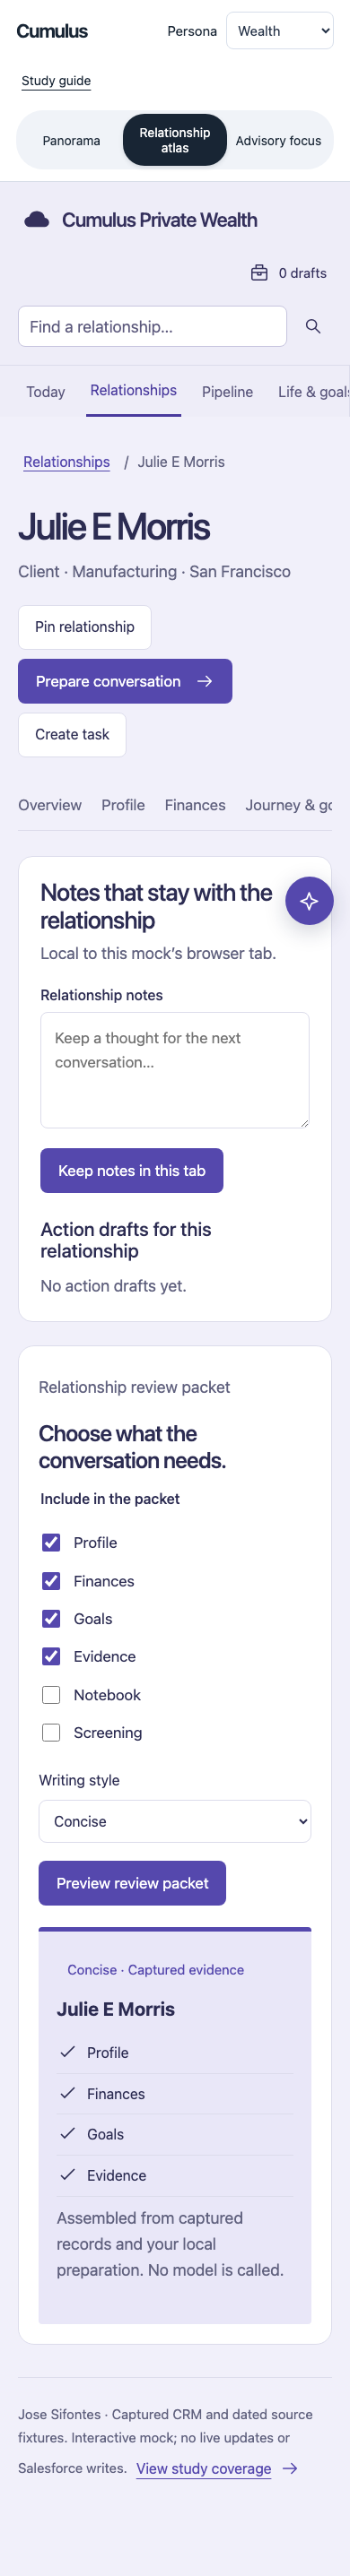 Cumulus
Persona
Wealth
Study guide
Panorama
Relationship
atlas
Advisory focus
Cumulus Private Wealth
0 drafts
Find a relationship...
Today
Relationships
Pipeline
Life & goals
Relationships / Julie E Morris
Julie E Morris
Client · Manufacturing · San Francisco
Pin relationship
Prepare conversation
Create task
Overview
Profile
Finances
Journey & go
Notes that stay with the
relationship
Local to this mock's browser tab.
Relationship notes
Keep a thought for the next
conversation...
Keep notes in this tab
Action drafts for this
relationship
No action drafts yet.
Relationship review packet
Choose what the
conversation needs.
Include in the packet
Profile
Finances
Goals
Evidence
Notebook
Screening
Writing style
Concise
Preview review packet
Concise · Captured evidence
Julie E Morris
Profile
Finances
Goals
Evidence
Assembled from captured
records and your local
preparation. No model is called.
Jose Sifontes · Captured CRM and dated source
fixtures. Interactive mock; no live updates or
Salesforce writes. View study coverage